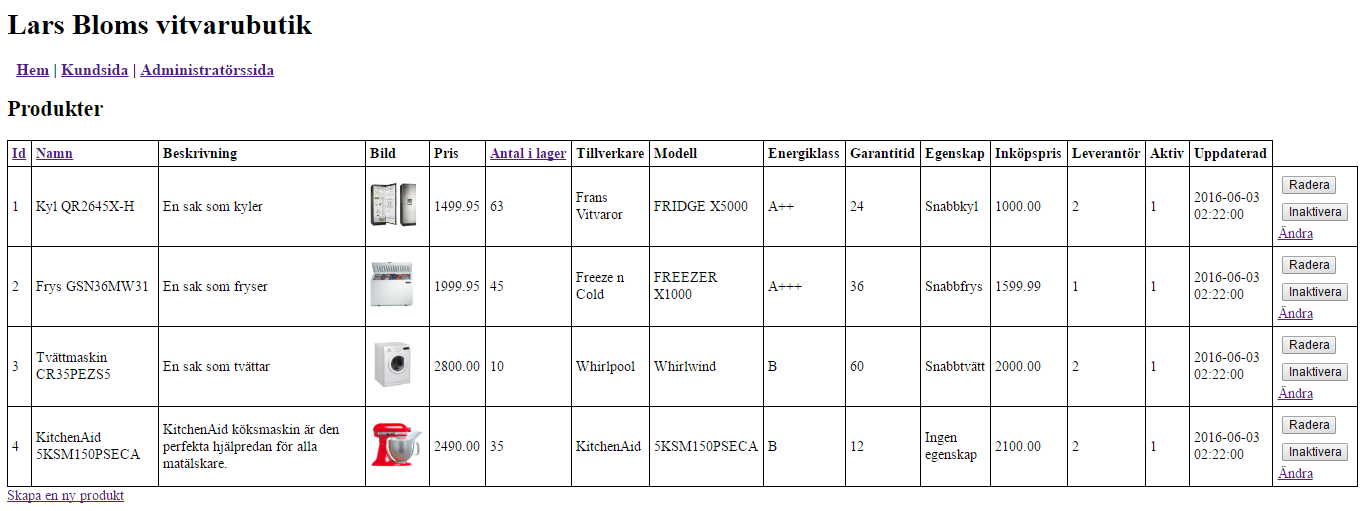 Lars Bloms vitvarubutik
Hem | Kundsida | Administratörssida
Produkter
Id Namn Beskrivning Bild Pris Antal i lager Tillverkare Modell Energiklass Garantitid Egenskap Inköpspris Leverantör Aktiv Uppdaterad
1 Kyl QR2645X-H En sak som kyler 1499.95 63 Frans Vitvaror FRIDGE X5000 A++ 24 Snabbkyl 1000.00 2 1 2016-06-03 02:22:00 Radera Inaktivera Ändra
2 Frys GSN36MW31 En sak som fryser 1999.95 45 Freeze n Cold FREEZER X1000 A+++ 36 Snabbfrys 1599.99 1 1 2016-06-03 02:22:00 Radera Inaktivera Ändra
3 Tvättmaskin CR35PEZS5 En sak som tvättar 2800.00 10 Whirlpool Whirlwind B 60 Snabbtvätt 2000.00 2 1 2016-06-03 02:22:00 Radera Inaktivera Ändra
4 KitchenAid 5KSM150PSECA KitchenAid köksmaskin är den perfekta hjälpredan för alla matälskare. 2490.00 35 KitchenAid 5KSM150PSECA B 12 Ingen egenskap 2100.00 2 1 2016-06-03 02:22:00 Radera Inaktivera Ändra
Skapa en ny produkt